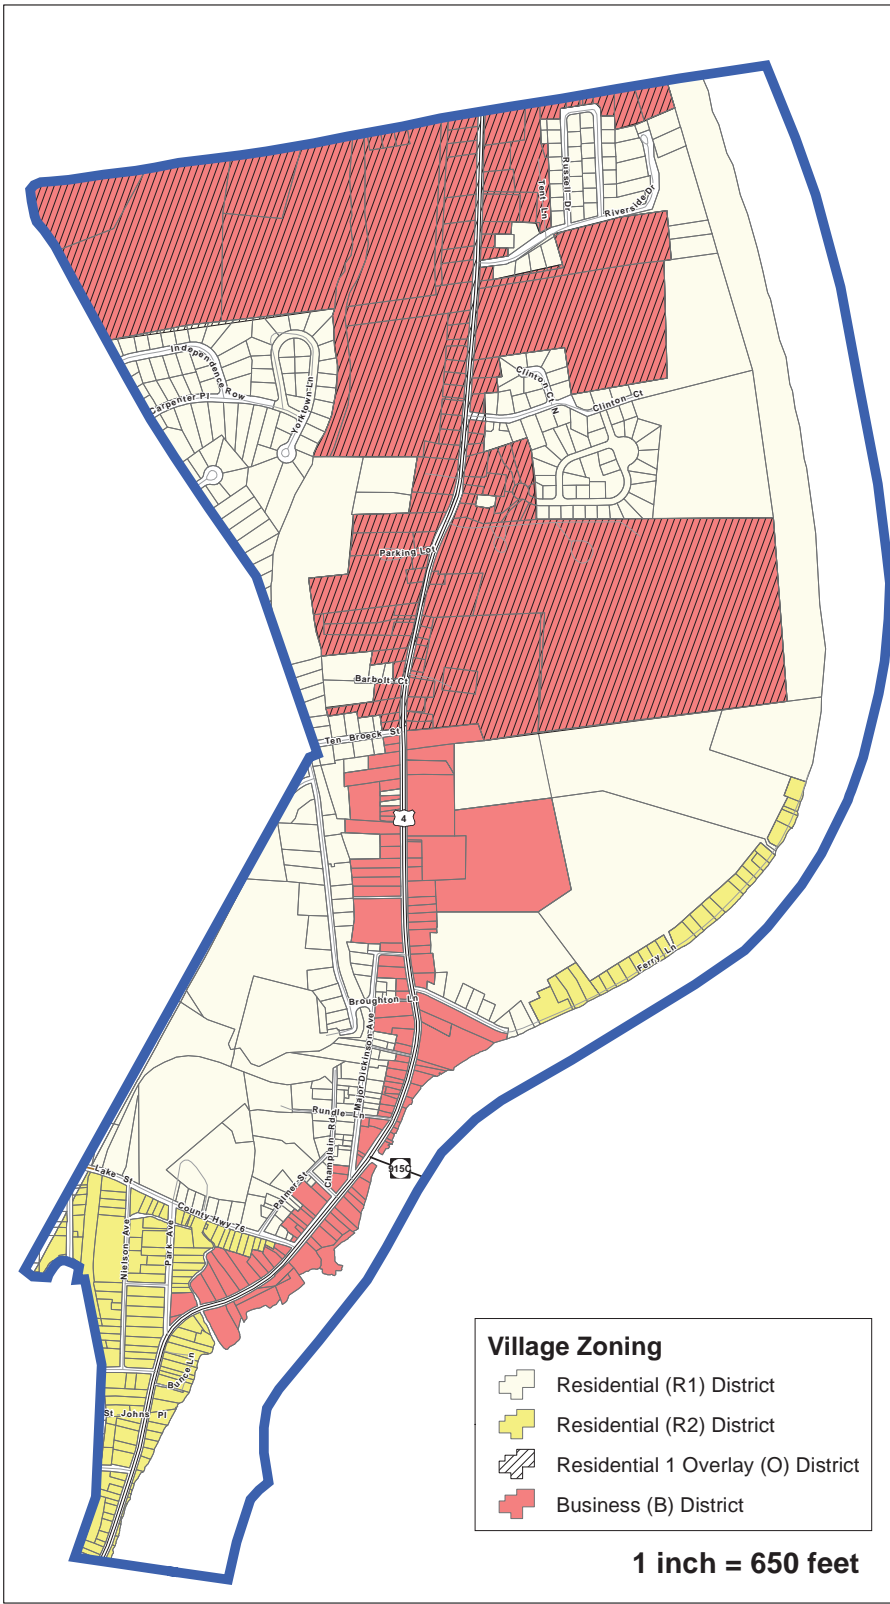 Russell Dr
Tent Ln
Riverside Dr
Independence Row
Carpenter Pl
Yorktown Ln
Clinton Ct N
Clinton Ct
Parking Lot
Barbolt Ct
Ten Broeck St
4
Ferry Ln
Broughton Ln
Major Dickinson Ave
Rundle Ln
Champlain Rd
915C
Palmer St
Lake St
County Hwy 76
Nielson Ave
Park Ave
Bunce Ln
St Johns Pl
Village Zoning
Residential (R1) District
Residential (R2) District
Residential 1 Overlay (O) District
Business (B) District
1 inch = 650 feet